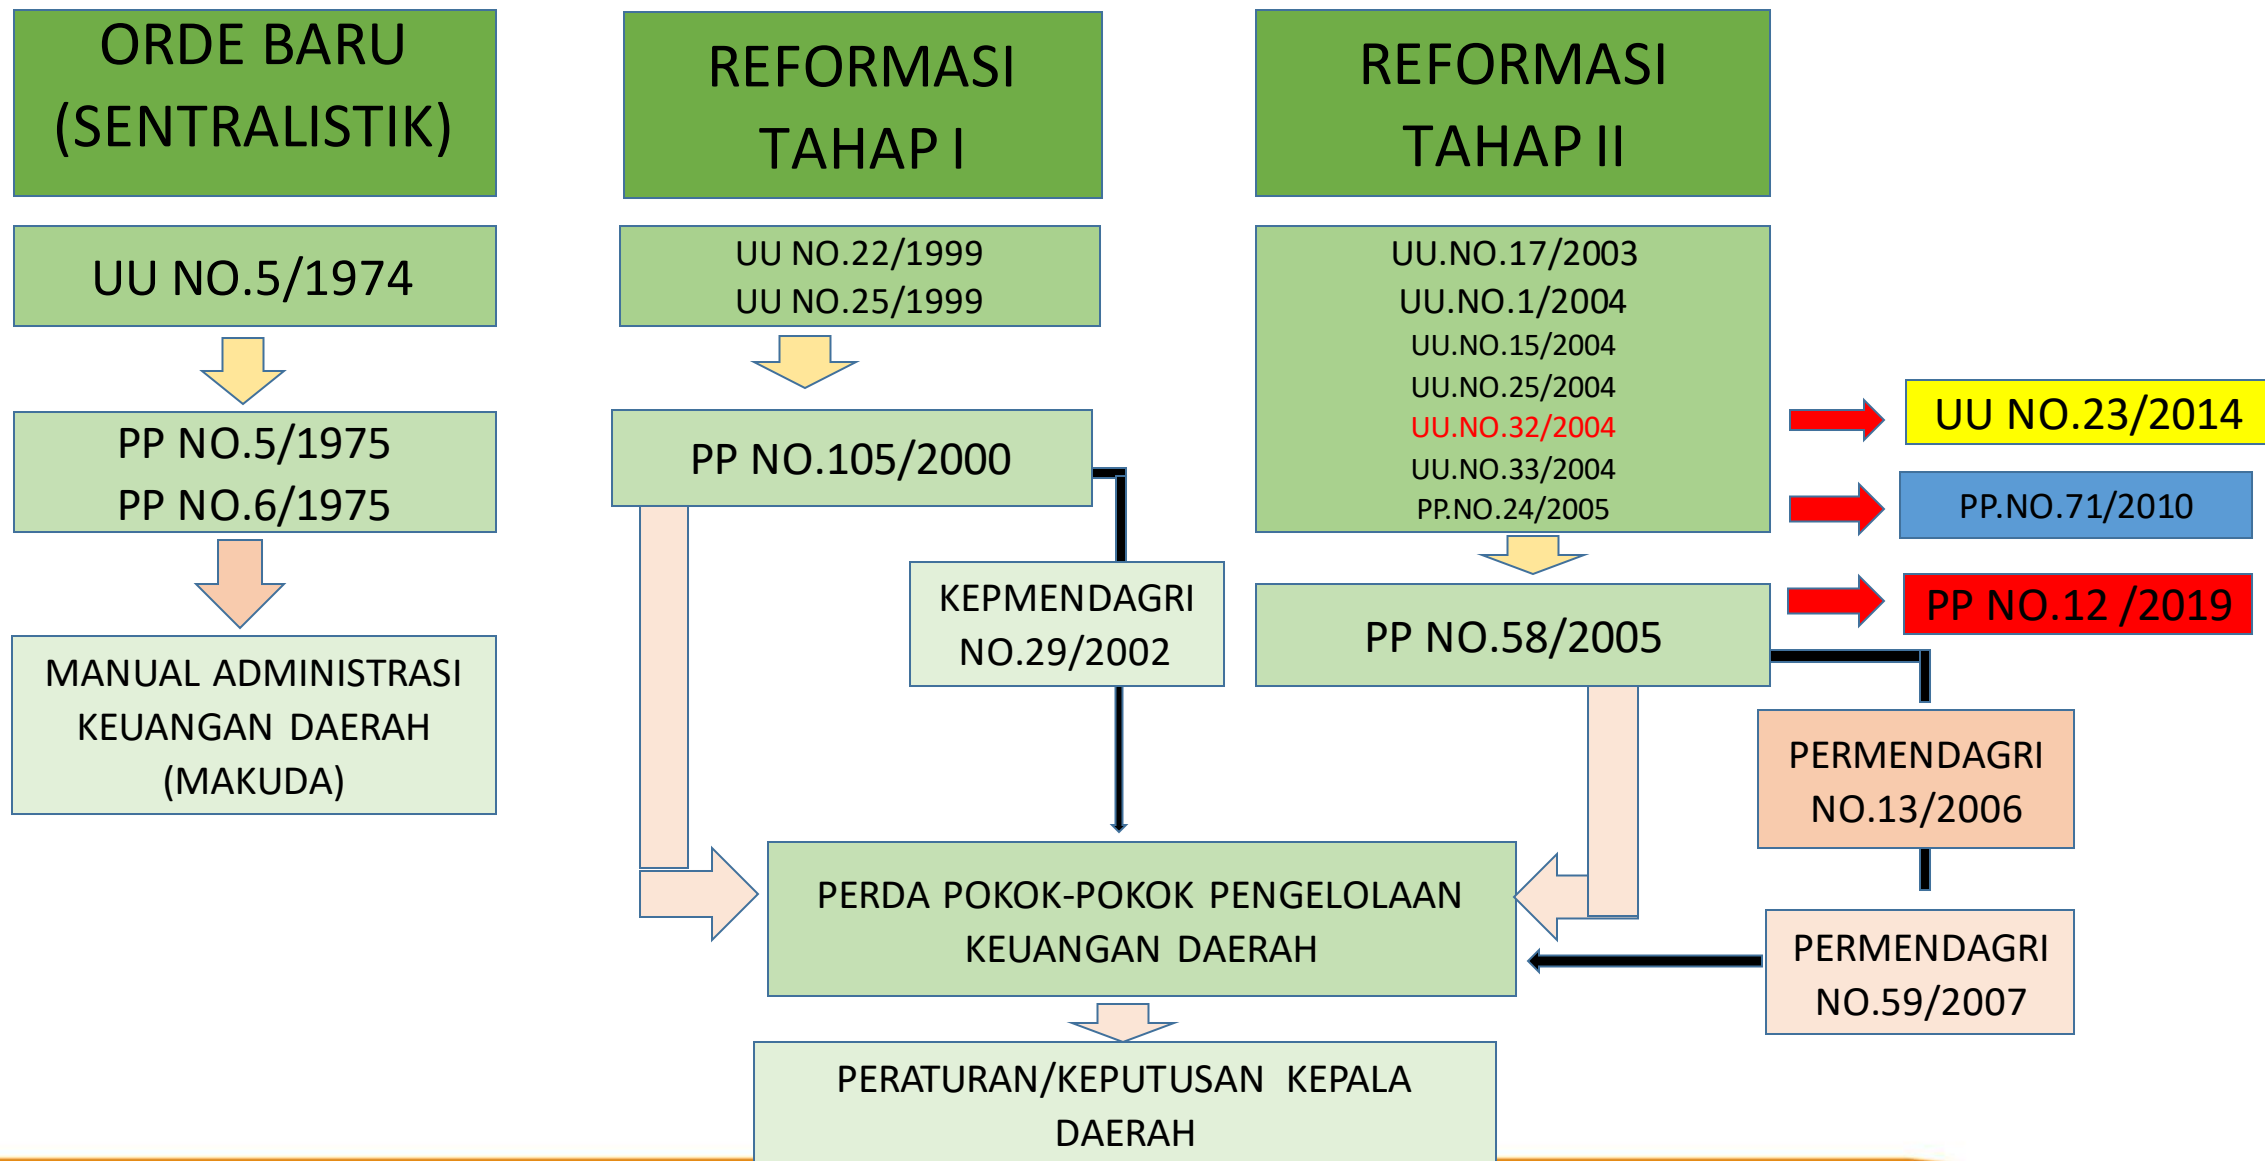 ORDE BARU
(SENTRALISTIK)
UU NO.5/1974
PP NO.5/1975
PP NO.6/1975
MANUAL ADMINISTRASI
KEUANGAN DAERAH
(MAKUDA)
REFORMASI
TAHAP I
UU NO.22/1999
UU NO.25/1999
PP NO.105/2000
KEPMENDAGRI
NO.29/2002
REFORMASI
TAHAP II
UU.NO.17/2003
UU.NO.1/2004
UU.NO.15/2004
UU.NO.25/2004
UU.NO.32/2004
UU.NO.33/2004
PP.NO.24/2005
UU NO.23/2014
PP.NO.71/2010
PP NO.12 /2019
PP NO.58/2005
PERMENDAGRI
NO.13/2006
PERMENDAGRI
NO.59/2007
PERDA POKOK-POKOK PENGELOLAAN
KEUANGAN DAERAH
PERATURAN/KEPUTUSAN KEPALA
DAERAH